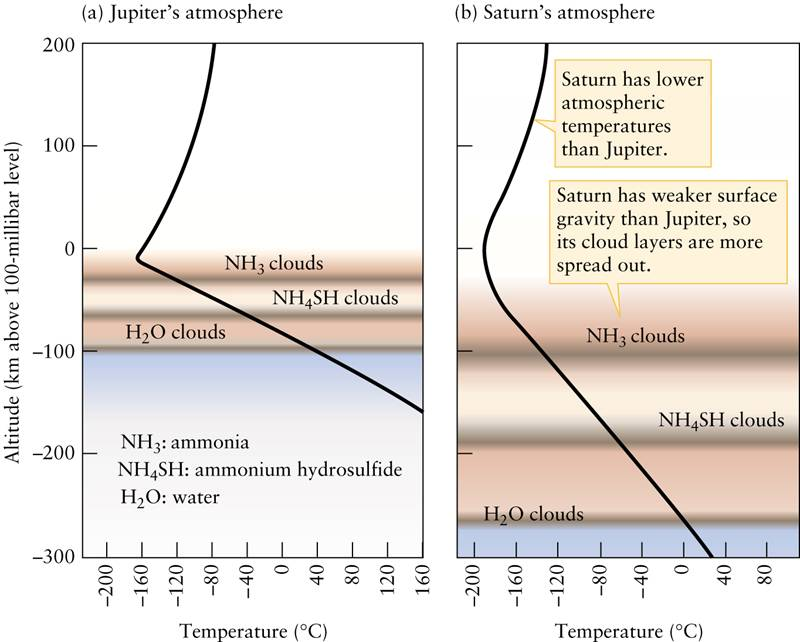 (a) Jupiter's atmosphere
200
100
0
−100
−200
−300
Altitude (km above 100-millibar level)
NH₃ clouds
NH₄SH clouds
H₂O clouds
NH₃: ammonia
NH₄SH: ammonium hydrosulfide
H₂O: water
−200
−160
−120
−80
−40
0
40
80
120
160
Temperature (°C)
(b) Saturn's atmosphere
Saturn has lower
atmospheric
temperatures
than Jupiter.
Saturn has weaker surface
gravity than Jupiter, so
its cloud layers are more
spread out.
NH₃ clouds
NH₄SH clouds
H₂O clouds
−200
−160
−120
−80
−40
0
40
80
Temperature (°C)